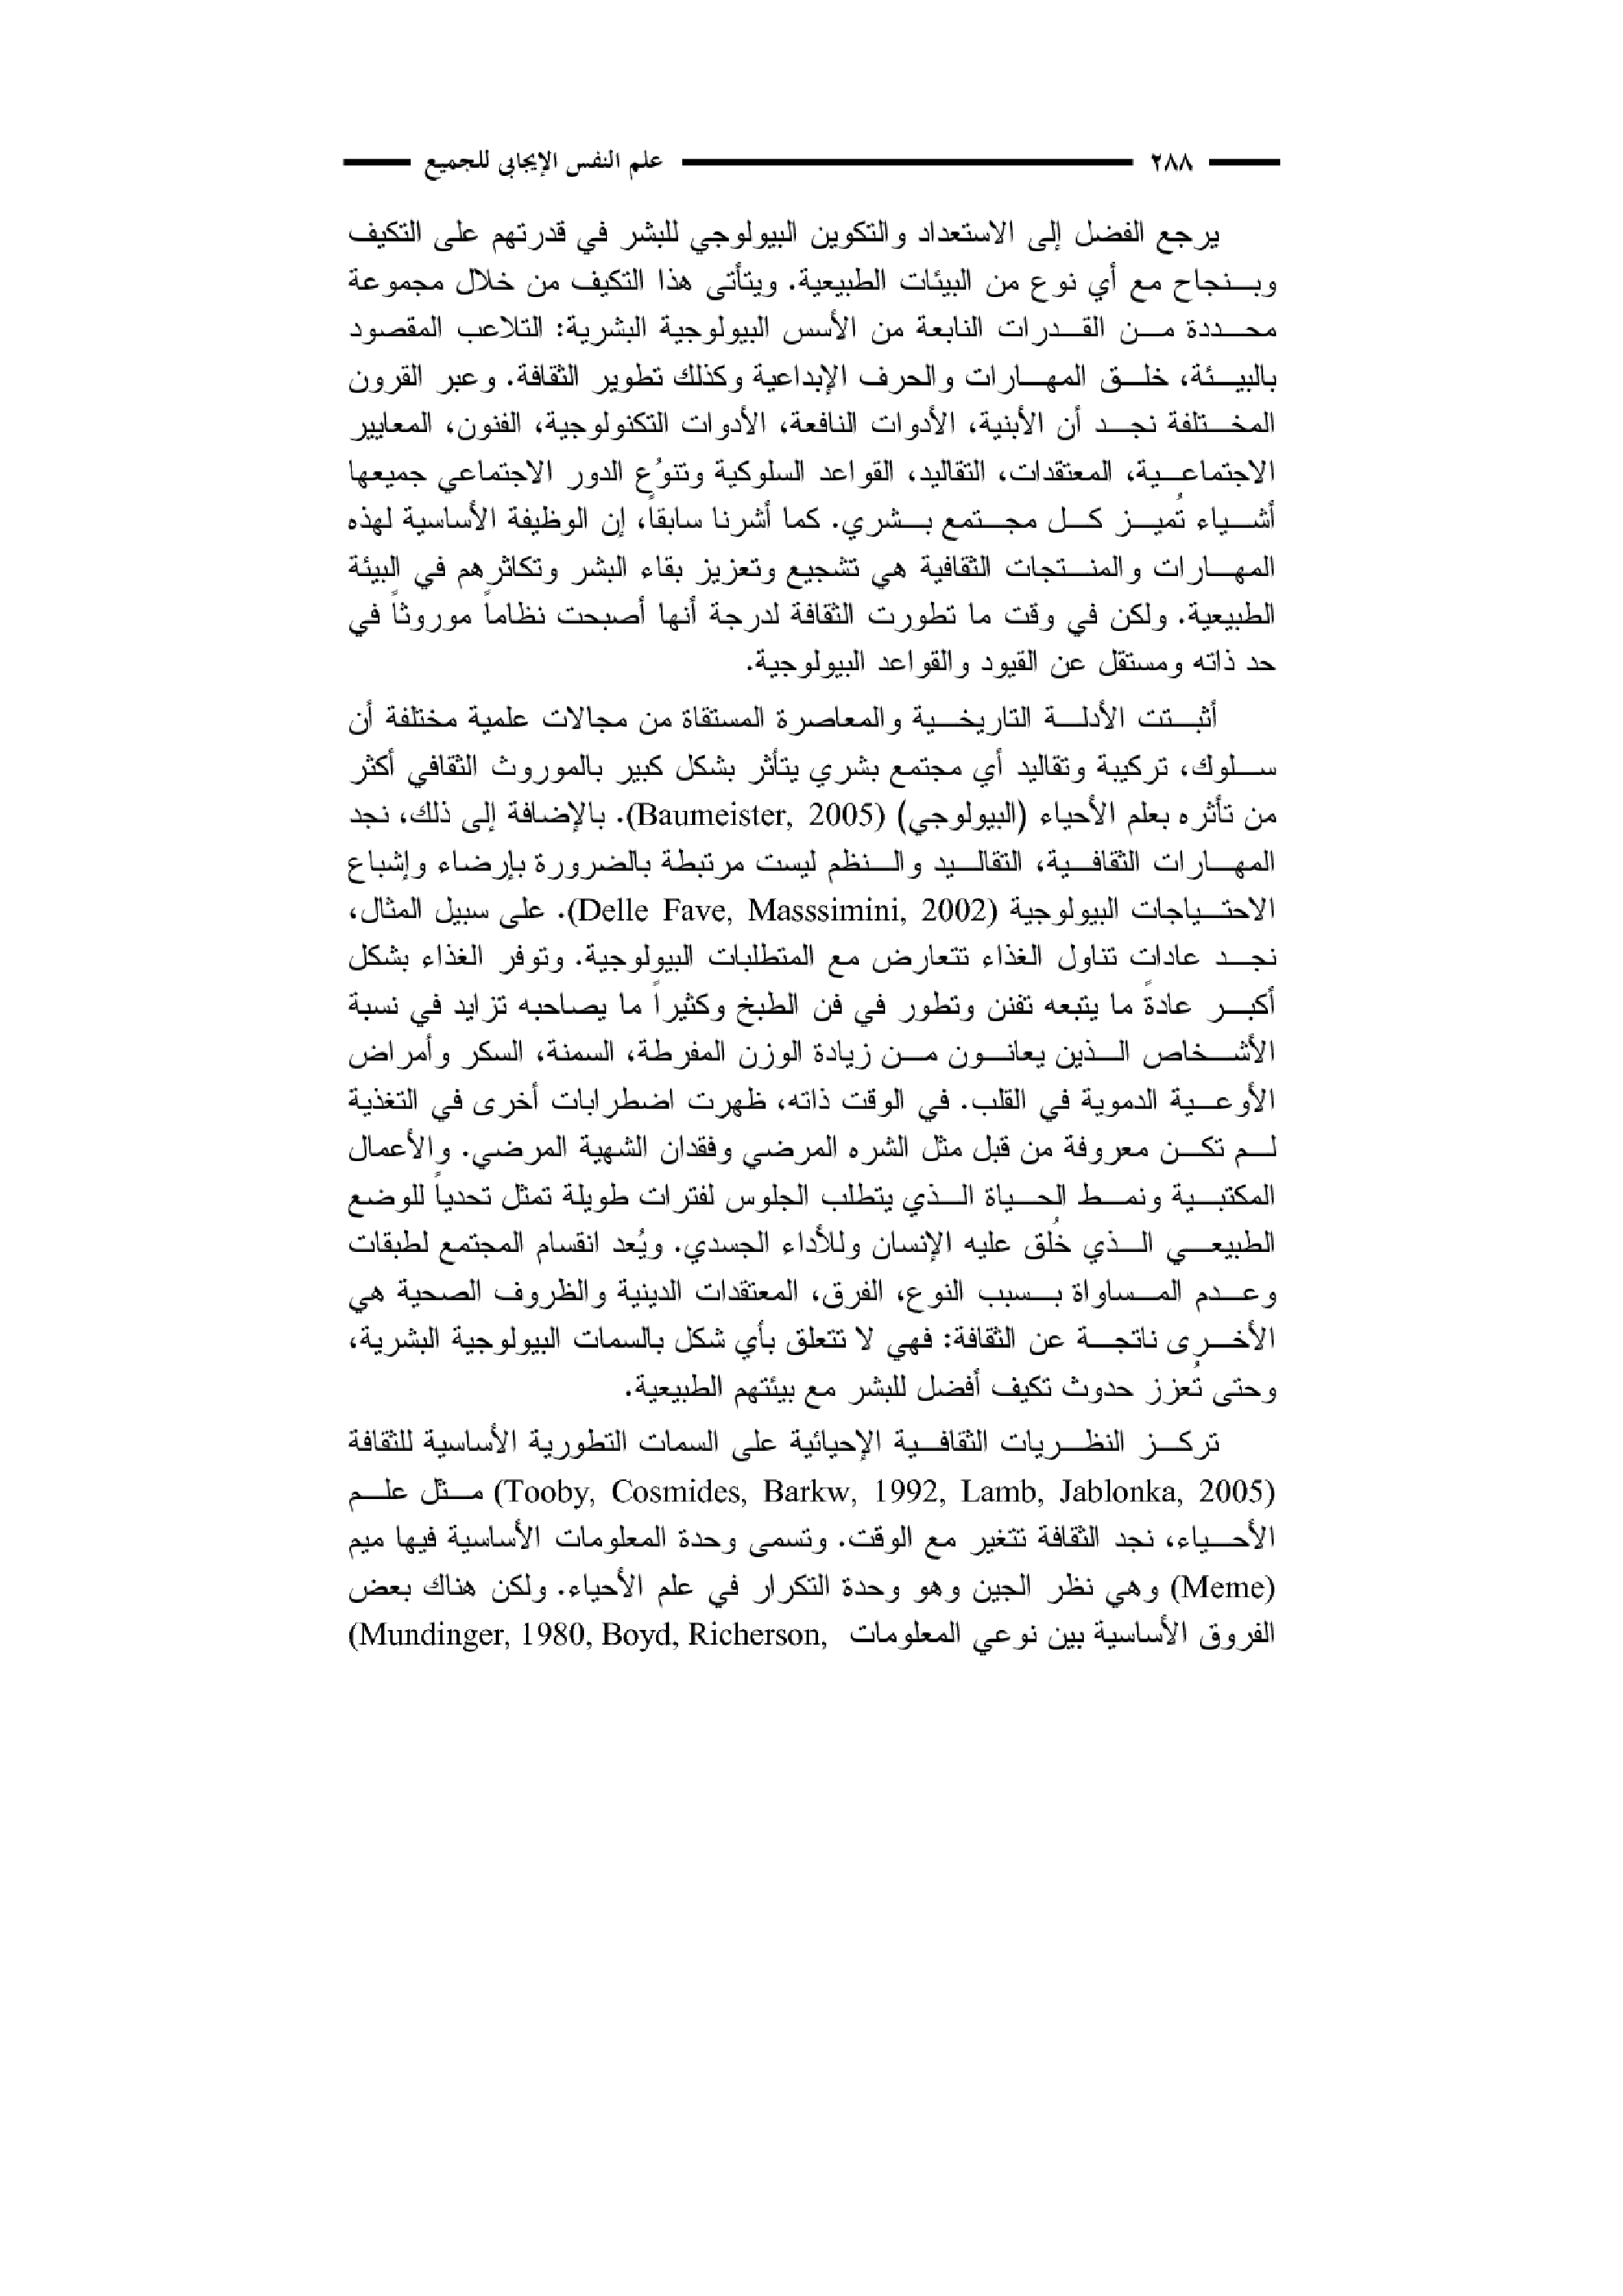 ٢٨٨ علم النفس الإيجابي للجميع
يرجع الفضل إلى الاستعداد والتكوين البيولوجي للبشر في قدرتهم على التكيف
وبنجاح مع أي نوع من البيئات الطبيعية. ويتأتى هذا التكيف من خلال مجموعة
محددة من القدرات النابعة من الأسس البيولوجية البشرية: التلاعب المقصود
بالبيئة، خلق المهارات والحرف الإبداعية وكذلك تطوير الثقافة. وعبر القرون
المختلفة نجد أن الأبنية، الأدوات النافعة، الأدوات التكنولوجية، الفنون، المعايير
الاجتماعية، المعتقدات، التقاليد، القواعد السلوكية وتنوُع الدور الاجتماعي جميعها
أشياء تُميز كل مجتمع بشري. كما أشرنا سابقاً، إن الوظيفة الأساسية لهذه
المهارات والمنتجات الثقافية هي تشجيع وتعزيز بقاء البشر وتكاثرهم في البيئة
الطبيعية. ولكن في وقت ما تطورت الثقافة لدرجة أنها أصبحت نظاماً موروثاً في
حد ذاته ومستقل عن القيود والقواعد البيولوجية.
أثبتت الأدلة التاريخية والمعاصرة المستقاة من مجالات علمية مختلفة أن
سلوك، تركيبة وتقاليد أي مجتمع بشري يتأثر بشكل كبير بالموروث الثقافي أكثر
من تأثره بعلم الأحياء (البيولوجي) (Baumeister, 2005). بالإضافة إلى ذلك، نجد
المهارات الثقافية، التقاليد والنظم ليست مرتبطة بالضرورة بإرضاء وإشباع
الاحتياجات البيولوجية (Delle Fave, Masssimini, 2002). على سبيل المثال،
نجد عادات تناول الغذاء تتعارض مع المتطلبات البيولوجية. وتوفر الغذاء بشكل
أكبر عادةً ما يتبعه تفنن وتطور في فن الطبخ وكثيراً ما يصاحبه تزايد في نسبة
الأشخاص الذين يعانون من زيادة الوزن المفرطة، السمنة، السكر وأمراض
الأوعية الدموية في القلب. في الوقت ذاته، ظهرت اضطرابات أخرى في التغذية
لم تكن معروفة من قبل مثل الشره المرضي وفقدان الشهية المرضي. والأعمال
المكتبية ونمط الحياة الذي يتطلب الجلوس لفترات طويلة تمثل تحدياً للوضع
الطبيعي الذي خُلق عليه الإنسان وللأداء الجسدي. ويُعد انقسام المجتمع لطبقات
وعدم المساواة بسبب النوع، الفرق، المعتقدات الدينية والظروف الصحية هي
الأخرى ناتجة عن الثقافة: فهي لا تتعلق بأي شكل بالسمات البيولوجية البشرية،
وحتى تُعزز حدوث تكيف أفضل للبشر مع بيئتهم الطبيعية.
تركز النظريات الثقافية الإحيائية على السمات التطورية الأساسية للثقافة
(Tooby, Cosmides, Barkw, 1992, Lamb, Jablonka, 2005) مثل علم
الأحياء، نجد الثقافة تتغير مع الوقت. وتسمى وحدة المعلومات الأساسية فيها ميم
(Meme) وهي نظر الجين وهو وحدة التكرار في علم الأحياء. ولكن هناك بعض
الفروق الأساسية بين نوعي المعلومات (Mundinger, 1980, Boyd, Richerson,